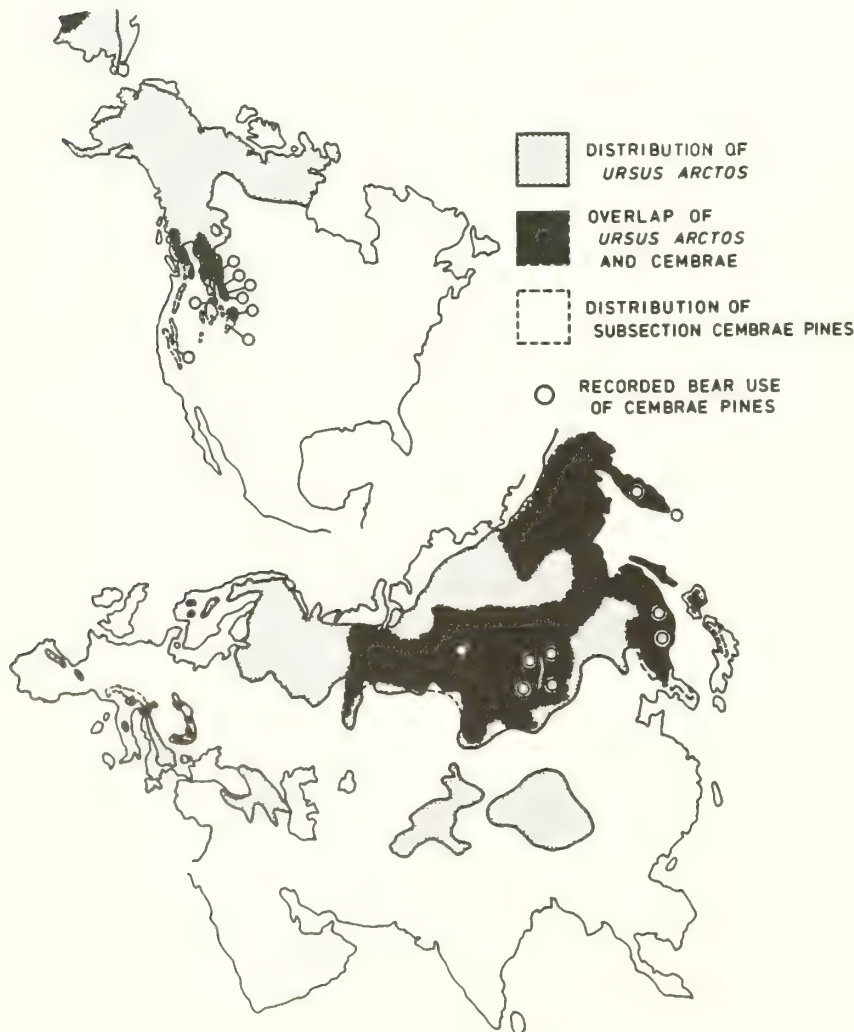 DISTRIBUTION OF
URSUS ARCTOS
OVERLAP OF
URSUS ARCTOS
AND CEMBRAE
DISTRIBUTION OF
SUBSECTION CEMBRAE PINES
RECORDED BEAR USE
OF CEMBRAE PINES